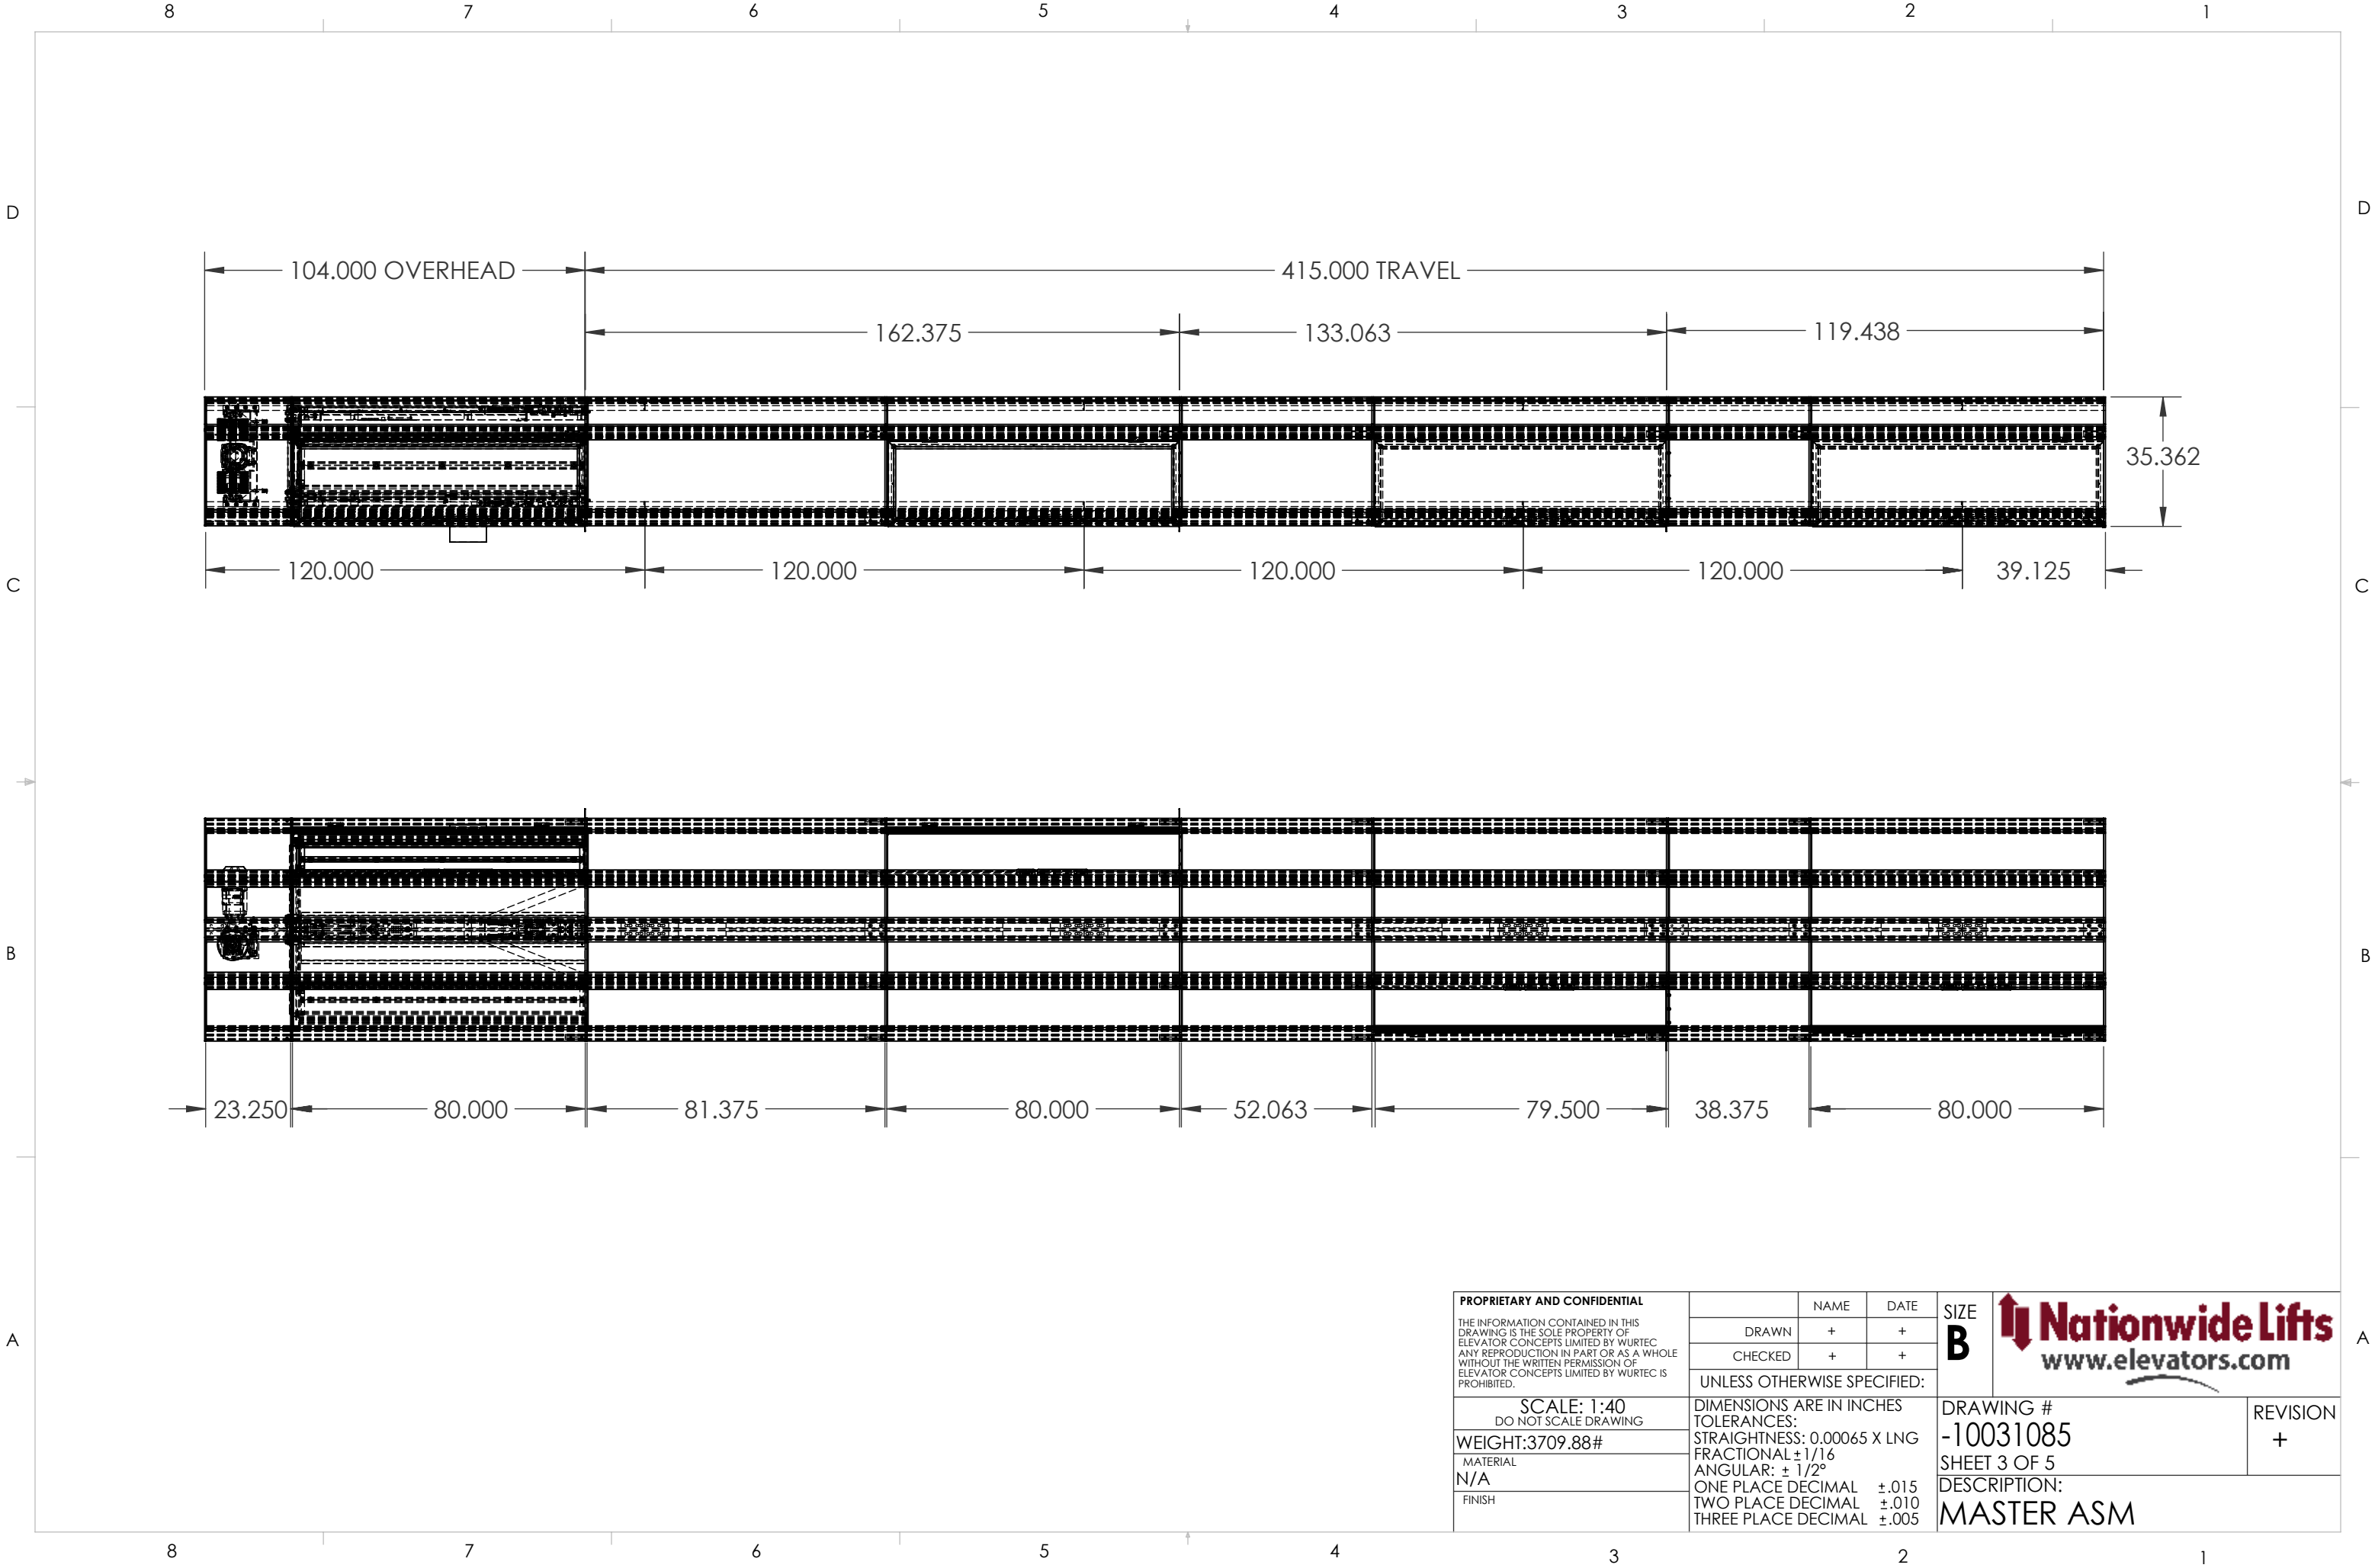 8 7 6 5 4 3 2 1
D D
104.000 OVERHEAD 415.000 TRAVEL
162.375 133.063 119.438
35.362
120.000 120.000 120.000 120.000 39.125
C C
B B
23.250 80.000 81.375 80.000 52.063 79.500 38.375 80.000
A A
PROPRIETARY AND CONFIDENTIAL
THE INFORMATION CONTAINED IN THIS
DRAWING IS THE SOLE PROPERTY OF
ELEVATOR CONCEPTS LIMITED BY WURTEC
ANY REPRODUCTION IN PART OR AS A WHOLE
WITHOUT THE WRITTEN PERMISSION OF
ELEVATOR CONCEPTS LIMITED BY WURTEC IS
PROHIBITED.
SCALE: 1:40
DO NOT SCALE DRAWING
WEIGHT:3709.88#
MATERIAL
N/A
FINISH
NAME DATE
DRAWN + +
CHECKED + +
UNLESS OTHERWISE SPECIFIED:
DIMENSIONS ARE IN INCHES
TOLERANCES:
STRAIGHTNESS: 0.00065 X LNG
FRACTIONAL±1/16
ANGULAR: ± 1/2°
ONE PLACE DECIMAL ±.015
TWO PLACE DECIMAL ±.010
THREE PLACE DECIMAL ±.005
SIZE
B
Nationwide Lifts
www.elevators.com
DRAWING #
-10031085
SHEET 3 OF 5
REVISION
+
DESCRIPTION:
MASTER ASM
8 7 6 5 4 3 2 1